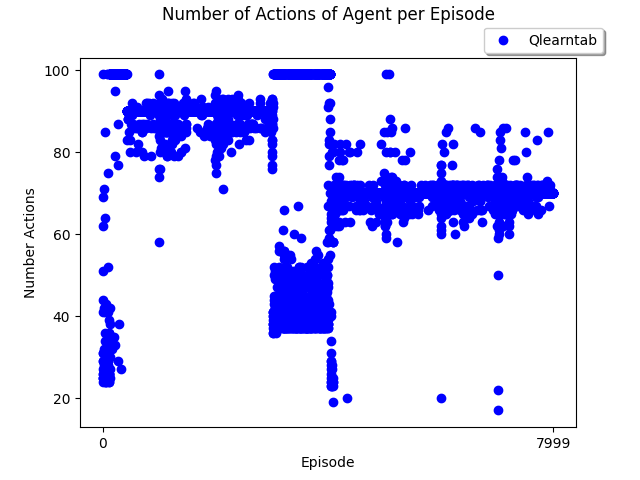 Number of Actions of Agent per Episode
Qlearntab
100
80
60
40
20
Number Actions
0
7999
Episode